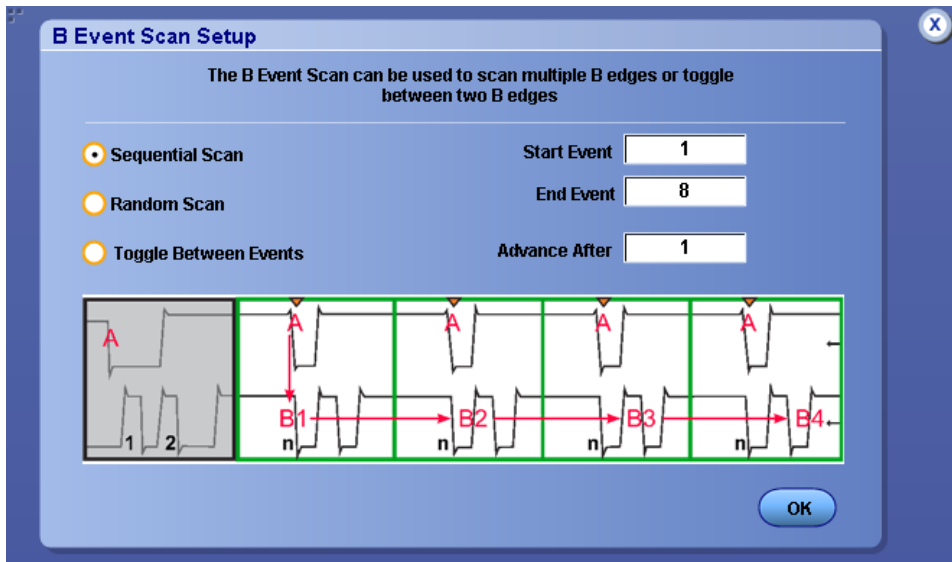 X
B Event Scan Setup
The B Event Scan can be used to scan multiple B edges or toggle
between two B edges
Sequential Scan
Start Event 1
End Event 8
Random Scan
Toggle Between Events
Advance After 1
A A A A A
B1 B2 B3 B4
1 2 n n n n
OK